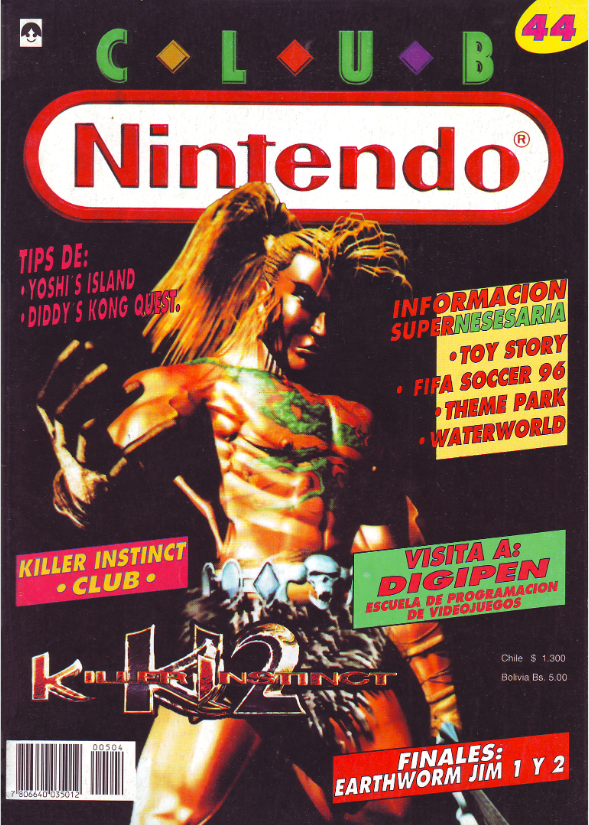 44
CLUB
Nintendo®
TIPS DE:
• YOSHI'S ISLAND
• DIDDY'S KONG QUEST.
INFORMACION
SUPERNESESARIA
• TOY STORY
• FIFA SOCCER 96
• THEME PARK
• WATERWORLD
KILLER INSTINCT
• CLUB •
VISITA A:
DIGIPEN
ESCUELA DE PROGRAMACION
DE VIDEOJUEGOS
KILLER INSTINCT
KI2
Chile $ 1.300
Bolivia Bs. 5.00
00504
7 806640 035012
FINALES:
EARTHWORM JIM 1 Y 2